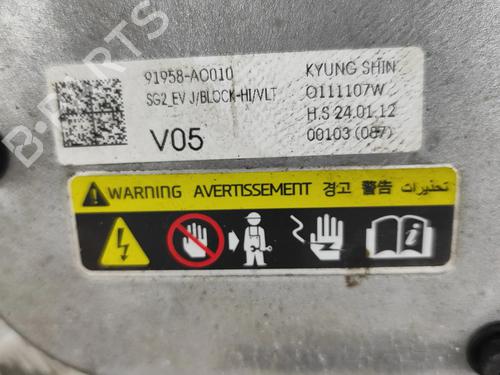 91958-AO010
SG2_EV J/BLOCK-HI/VLT
V05
KYUNG SHIN
O111107W
H.S 24.01.12
00103 (087)
WARNING AVERTISSEMENT 경고 警告 تحذيرات
B-PARTS